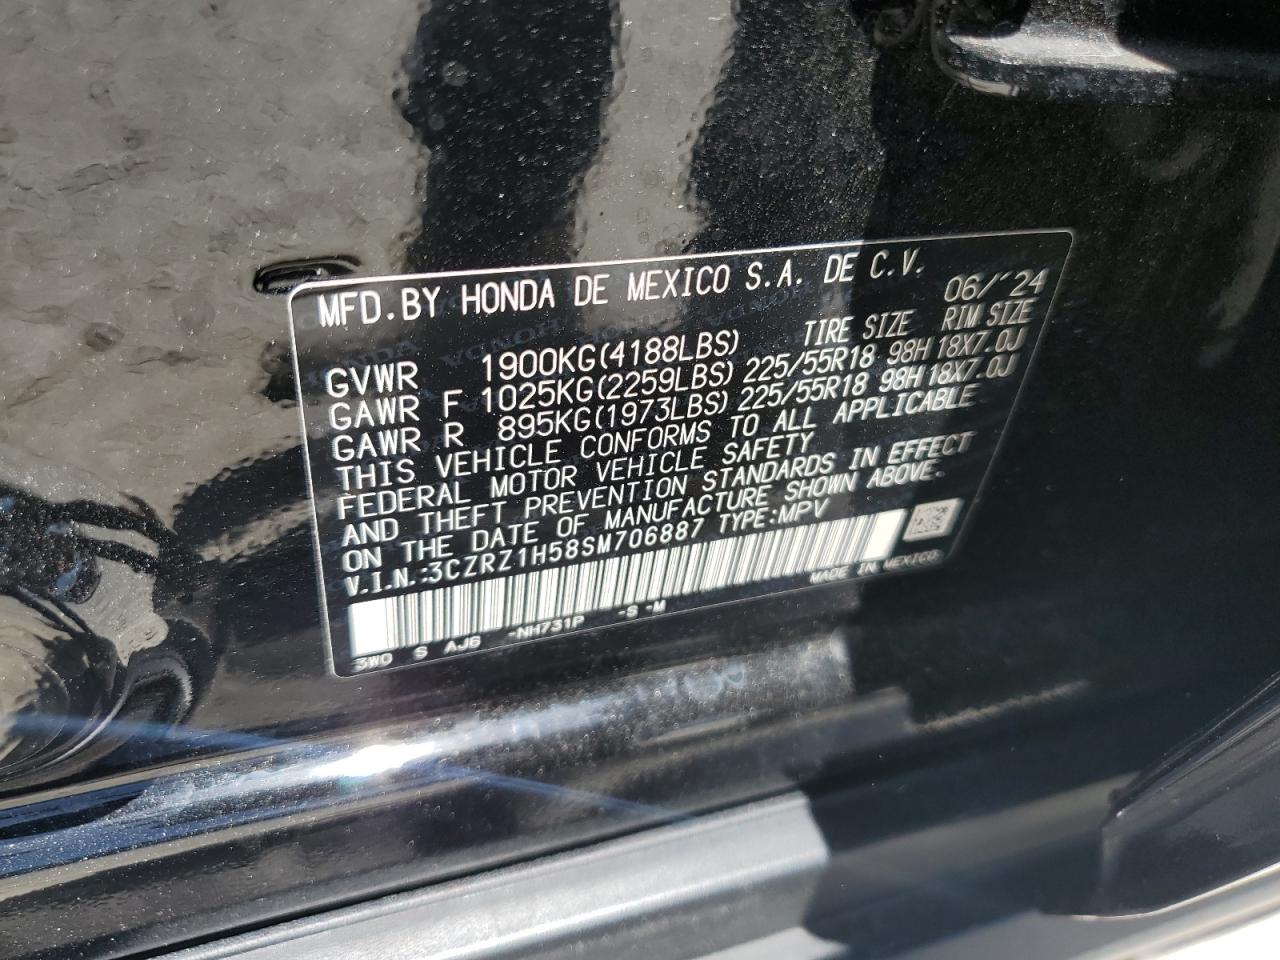 MFD.BY HONDA DE MEXICO S.A. DE C.V.
06/'24
TIRE SIZE RIM SIZE
GVWR 1900KG(4188LBS)
GAWR F 1025KG(2259LBS) 225/55R18 98H 18X7.0J
GAWR R 895KG(1973LBS) 225/55R18 98H 18X7.0J
THIS VEHICLE CONFORMS TO ALL APPLICABLE
FEDERAL MOTOR VEHICLE SAFETY
AND THEFT PREVENTION STANDARDS IN EFFECT
ON THE DATE OF MANUFACTURE SHOWN ABOVE.
V.I.N.:3CZRZ1H58SM706887 TYPE:MPV
MADE IN MEXICO
3W0 S AJ6 -NH731P -S -M